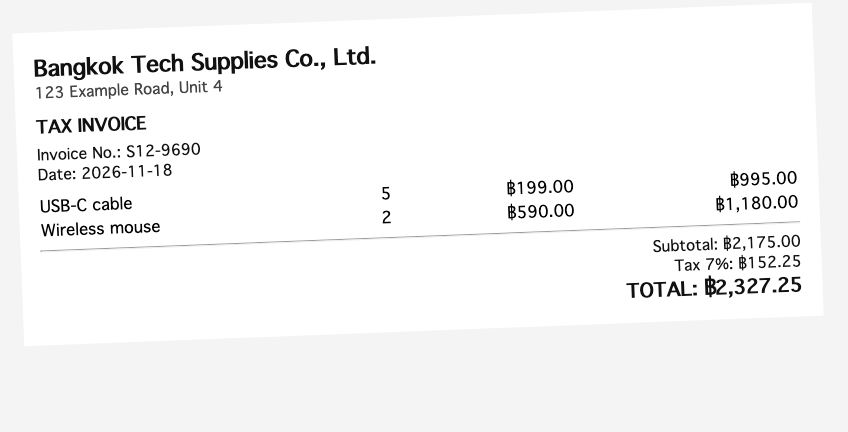 Bangkok Tech Supplies Co., Ltd.
123 Example Road, Unit 4
TAX INVOICE
Invoice No.: S12-9690
Date: 2026-11-18
USB-C cable 5 ฿199.00 ฿995.00
Wireless mouse 2 ฿590.00 ฿1,180.00
Subtotal: ฿2,175.00
Tax 7%: ฿152.25
TOTAL: ฿2,327.25